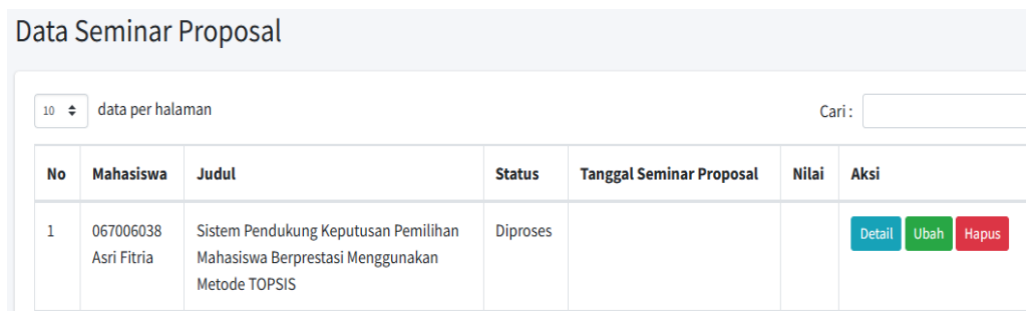 Data Seminar Proposal
10 data per halaman Cari :
No Mahasiswa Judul Status Tanggal Seminar Proposal Nilai Aksi
1 067006038 Sistem Pendukung Keputusan Pemilihan Diproses Detail Ubah Hapus
Asri Fitria Mahasiswa Berprestasi Menggunakan
Metode TOPSIS